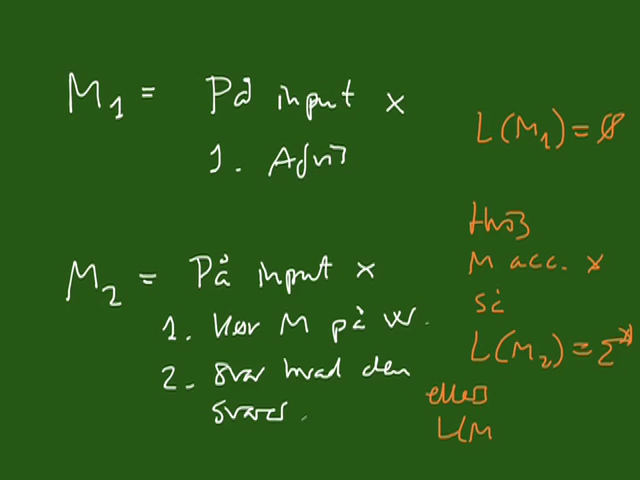 M₁ = På input x
1. Afvis
L(M₁) = ∅
M₂ = På input x
1. Kør M på w.
2. Svar hvad den
svarer.
Hvis
M acc. x
så
L(M₂) = Σ*
ellers
L(M